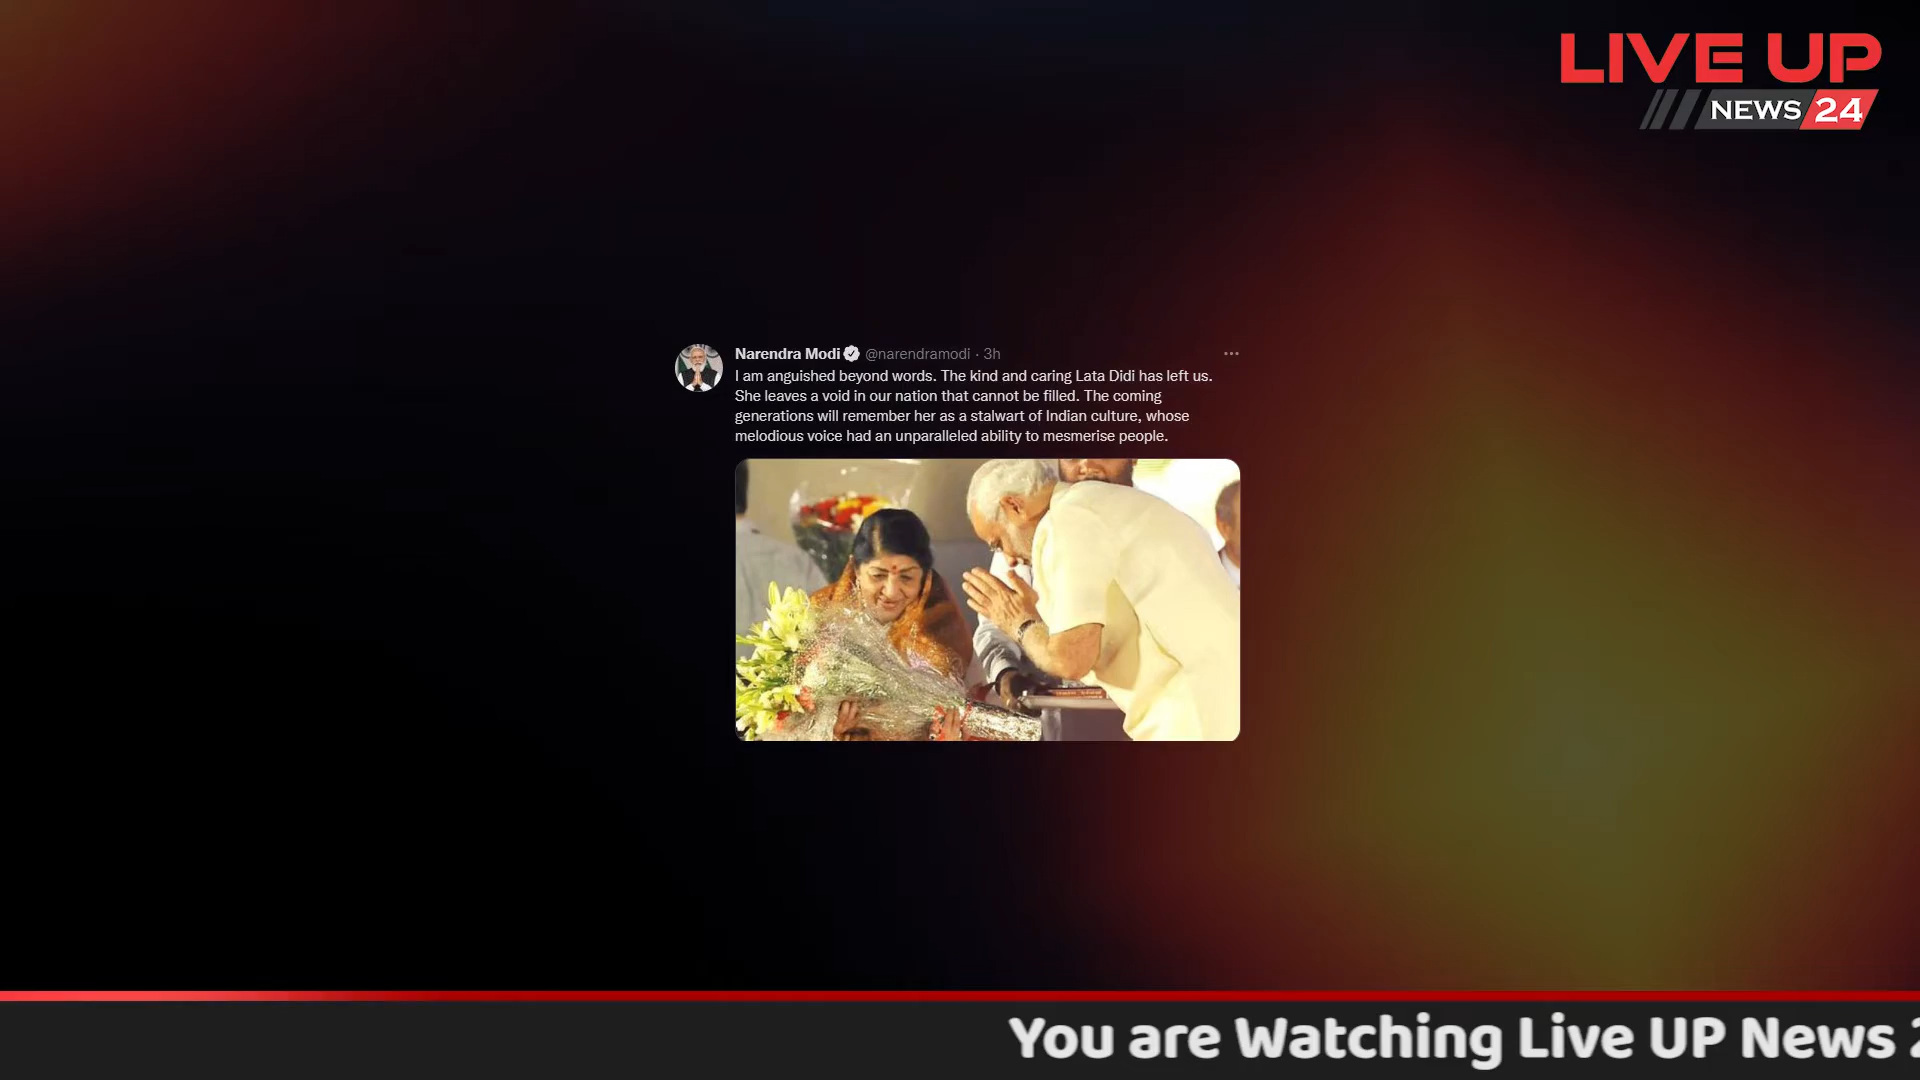 LIVE UP
NEWS 24
Narendra Modi @narendramodi · 3h
I am anguished beyond words. The kind and caring Lata Didi has left us.
She leaves a void in our nation that cannot be filled. The coming
generations will remember her as a stalwart of Indian culture, whose
melodious voice had an unparalleled ability to mesmerise people.
You are Watching Live UP News